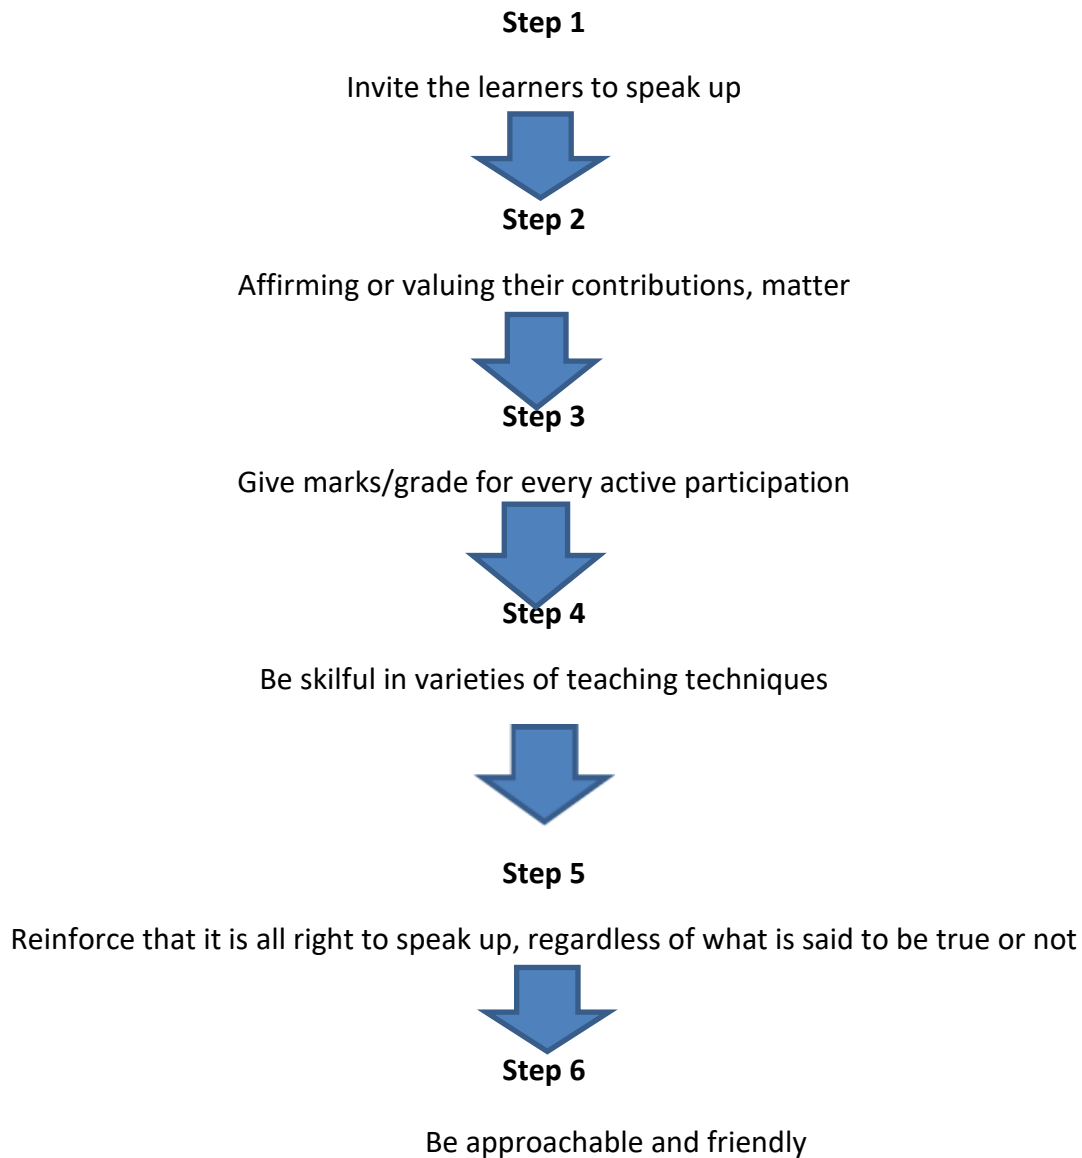 Step 1
Invite the learners to speak up
Step 2
Affirming or valuing their contributions, matter
Step 3
Give marks/grade for every active participation
Step 4
Be skilful in varieties of teaching techniques
Step 5
Reinforce that it is all right to speak up, regardless of what is said to be true or not
Step 6
Be approachable and friendly